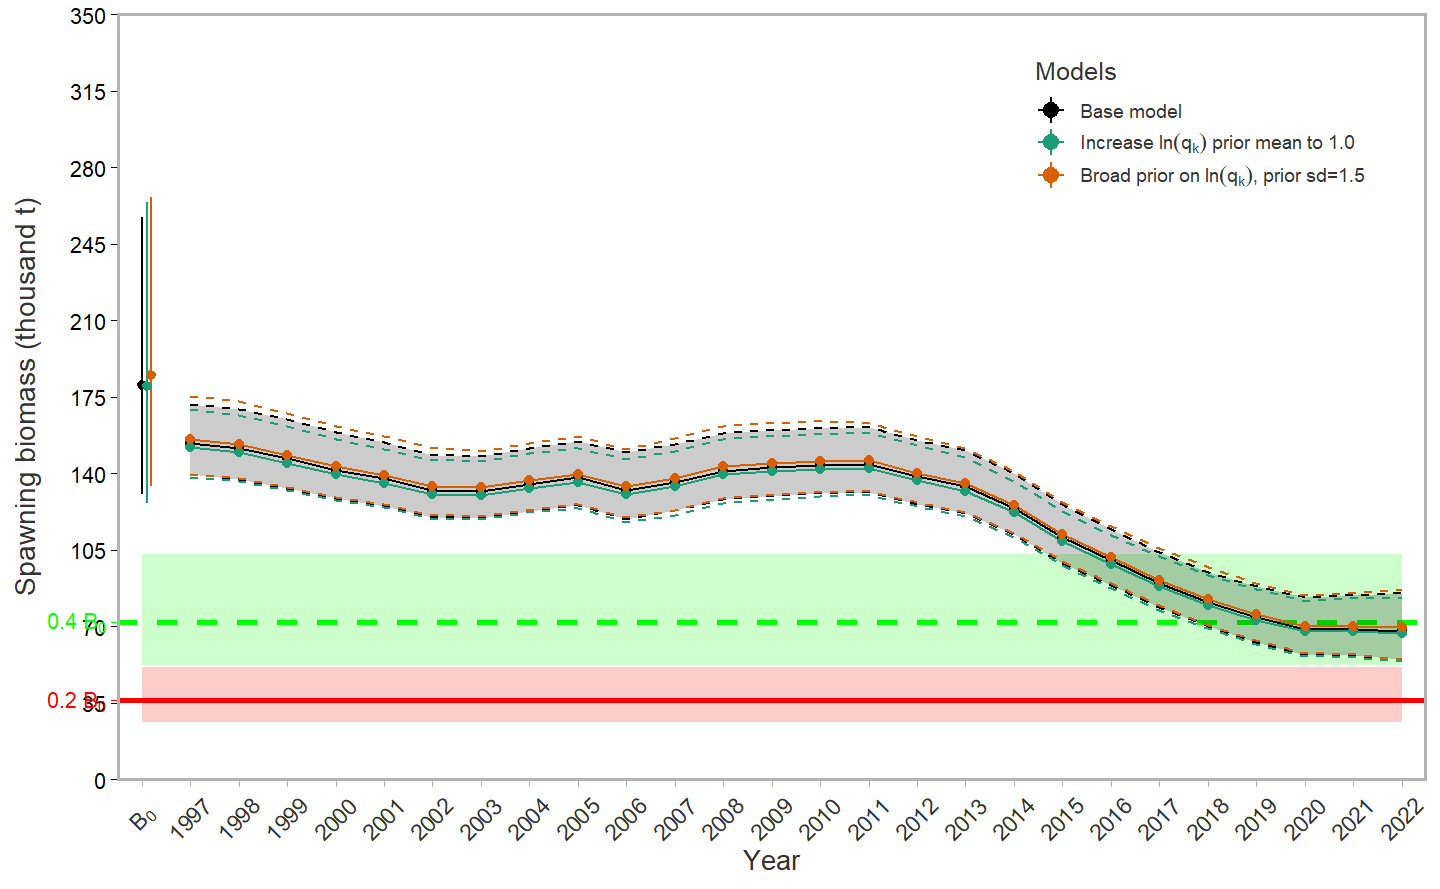 Spawning biomass (thousand t)
350
315
280
245
210
175
140
105
70
35
0
0.4 B₀
0.2 B₀
Models
Base model
Increase ln(qₖ) prior mean to 1.0
Broad prior on ln(qₖ), prior sd=1.5
B₀ 1997 1998 1999 2000 2001 2002 2003 2004 2005 2006 2007 2008 2009 2010 2011 2012 2013 2014 2015 2016 2017 2018 2019 2020 2021 2022
Year